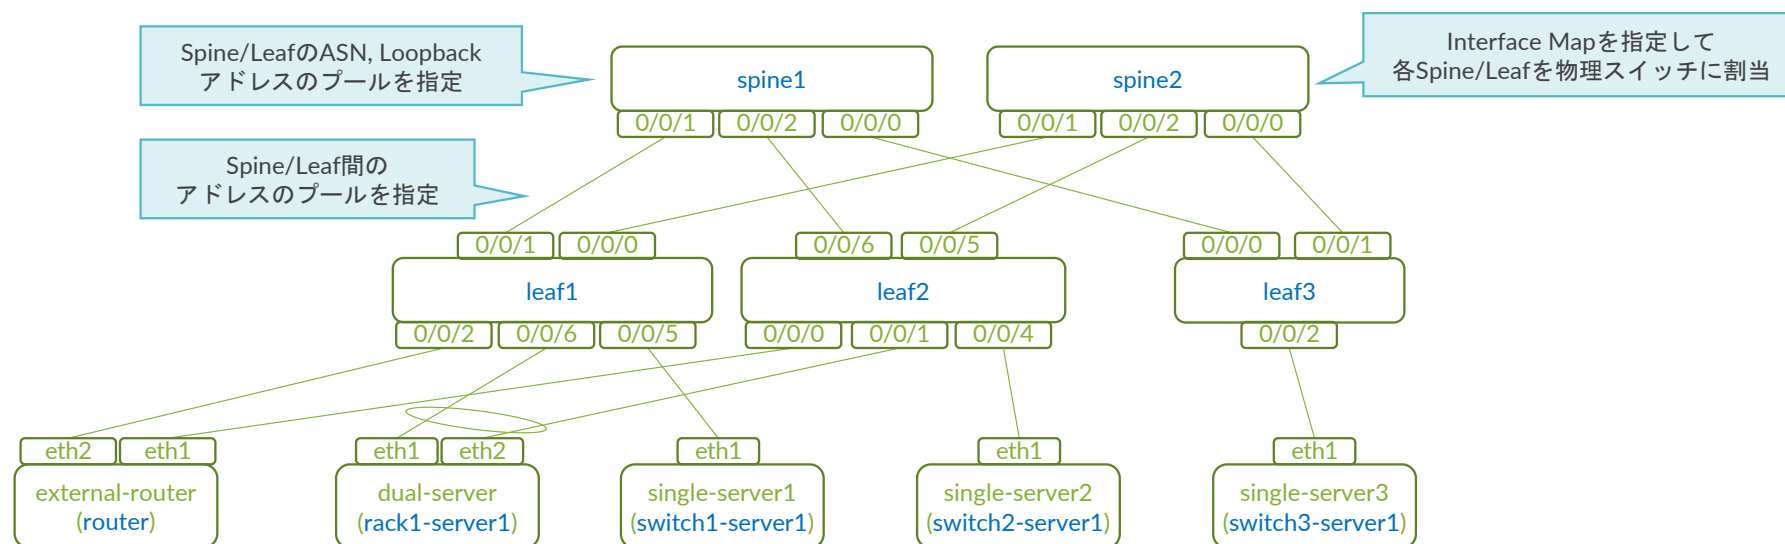 Spine/LeafのASN, Loopback
アドレスのプールを指定
spine1
spine2
Interface Mapを指定して
各Spine/Leafを物理スイッチに割当
0/0/1
0/0/2
0/0/0
0/0/1
0/0/2
0/0/0
Spine/Leaf間の
アドレスのプールを指定
0/0/1
0/0/0
0/0/6
0/0/5
0/0/0
0/0/1
leaf1
leaf2
leaf3
0/0/2
0/0/6
0/0/5
0/0/0
0/0/1
0/0/4
0/0/2
eth2
eth1
eth1
eth2
eth1
eth1
eth1
external-router
(router)
dual-server
(rack1-server1)
single-server1
(switch1-server1)
single-server2
(switch2-server1)
single-server3
(switch3-server1)